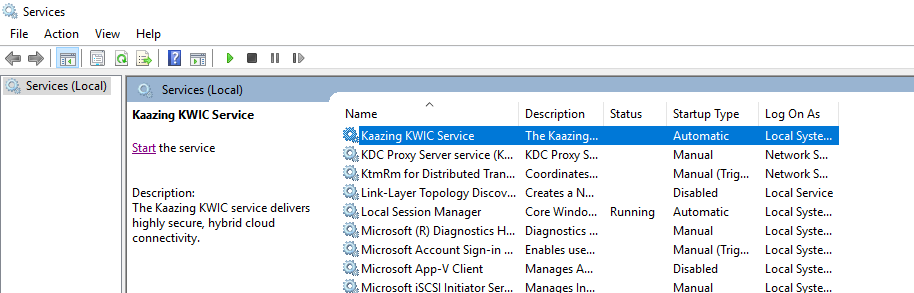 Services
File Action View Help
Services (Local)
Services (Local)
Kaazing KWIC Service
Start the service
Description:
The Kaazing KWIC service delivers
highly secure, hybrid cloud
connectivity.
Name Description Status Startup Type Log On As
Kaazing KWIC Service The Kaazing... Automatic Local Syste...
KDC Proxy Server service (K... KDC Proxy S... Manual Network S...
KtmRm for Distributed Tran... Coordinates... Manual (Trig... Network S...
Link-Layer Topology Discov... Creates a N... Disabled Local Service
Local Session Manager Core Windo... Running Automatic Local Syste...
Microsoft (R) Diagnostics H... Diagnostics ... Manual Local Syste...
Microsoft Account Sign-in ... Enables use... Manual (Trig... Local Syste...
Microsoft App-V Client Manages A... Disabled Local Syste...
Microsoft iSCSI Initiator Ser... Manages In... Manual Local Syste...